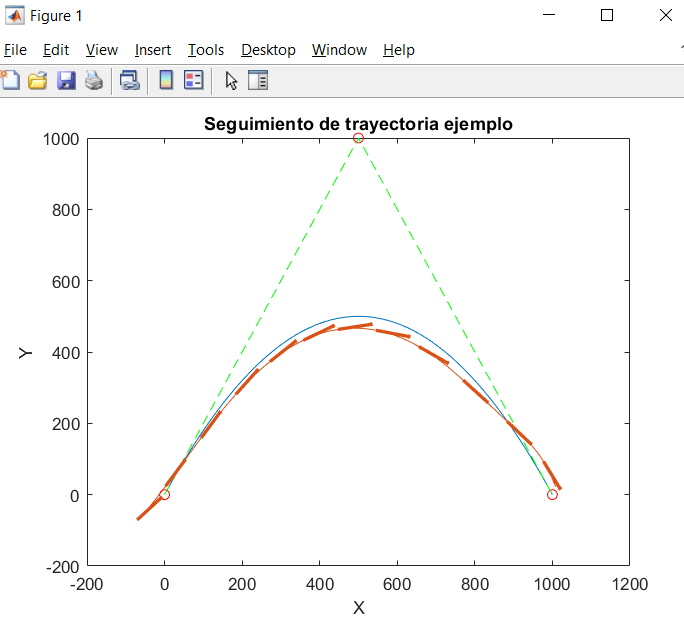 Figure 1
File Edit View Insert Tools Desktop Window Help
Seguimiento de trayectoria ejemplo
1000
800
600
400
200
0
-200
-200 0 200 400 600 800 1000 1200
X
Y